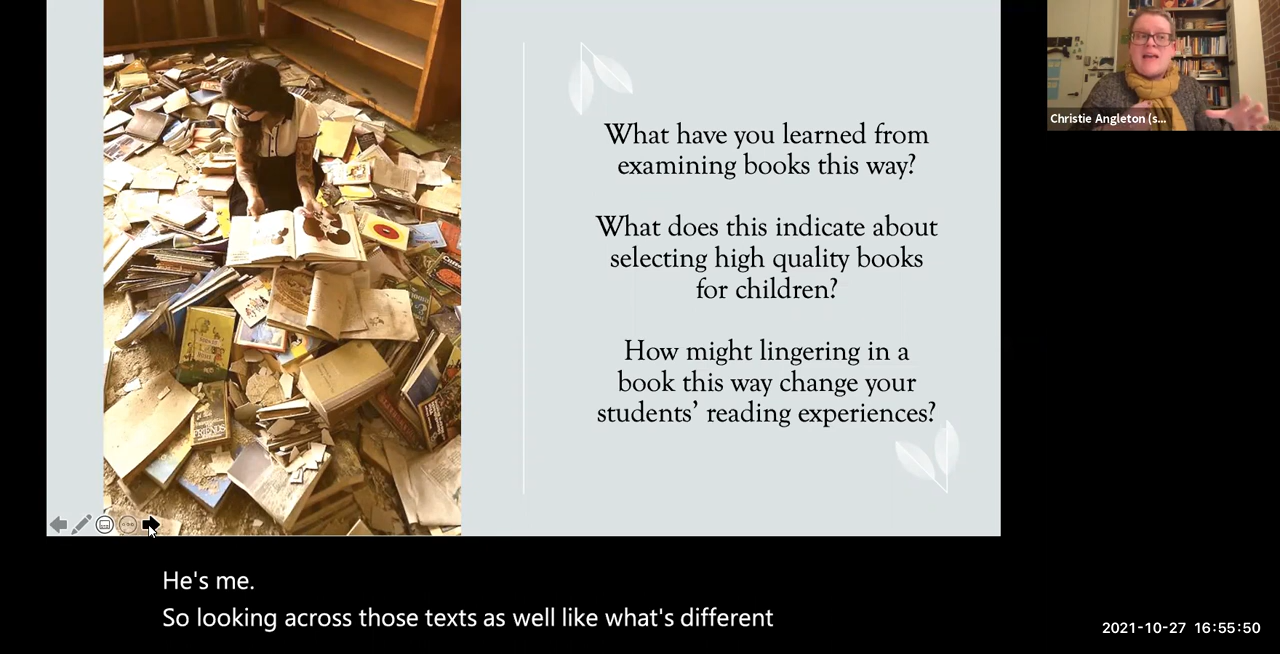 What have you learned from
examining books this way?
What does this indicate about
selecting high quality books
for children?
How might lingering in a
book this way change your
students' reading experiences?
Christie Angleton (s...
He's me.
So looking across those texts as well like what's different
2021-10-27 16:55:50